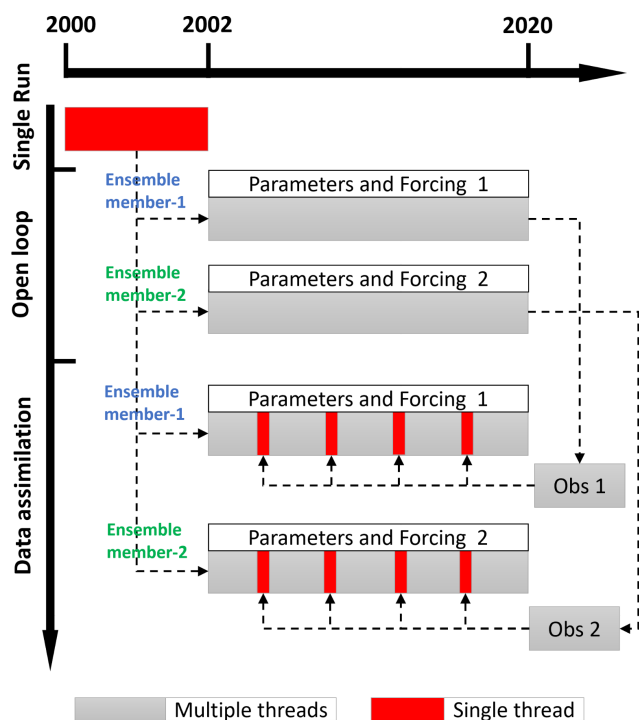 2000
2002
2020
Single Run
Open loop
Data assimilation
Ensemble
member-1
Parameters and Forcing 1
Ensemble
member-2
Parameters and Forcing 2
Ensemble
member-1
Parameters and Forcing 1
Obs 1
Ensemble
member-2
Parameters and Forcing 2
Obs 2
Multiple threads
Single thread